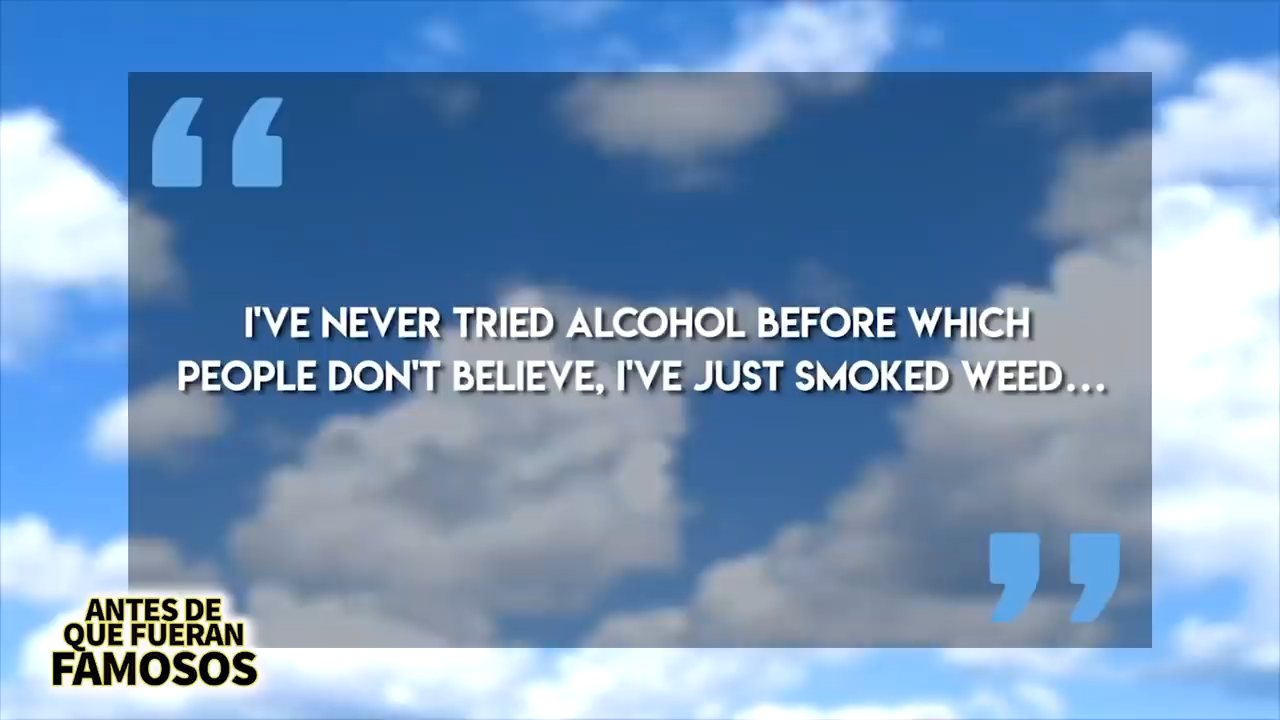 I'VE NEVER TRIED ALCOHOL BEFORE WHICH
PEOPLE DON'T BELIEVE, I'VE JUST SMOKED WEED...
ANTES DE
QUE FUERAN
FAMOSOS